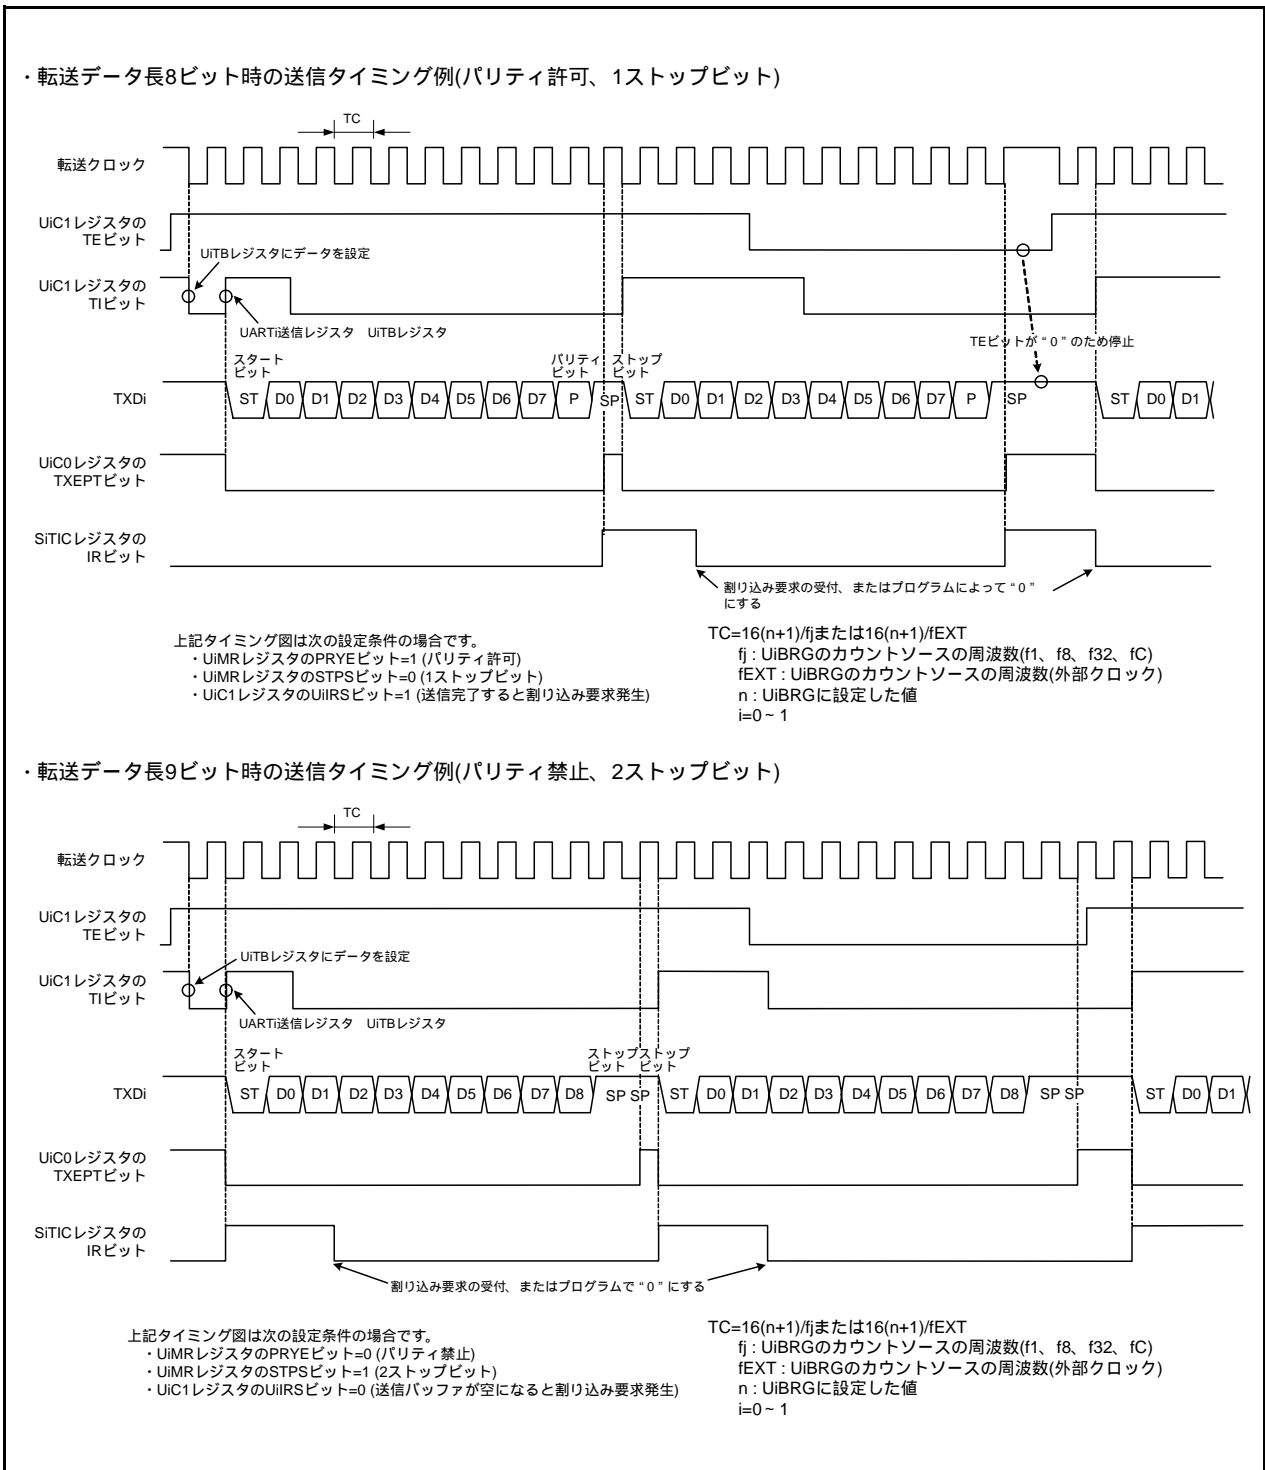 ・転送データ長8ビット時の送信タイミング例(パリティ許可、1ストップビット)
TC
転送クロック
UiC1レジスタの
TEビット
UiTBレジスタにデータを設定
UiC1レジスタの
TIビット
UARTi送信レジスタ UiTBレジスタ
TEビットが“0”のため停止
スタート
ビット
パリティ
ビット
ストップ
ビット
TXDi
ST D0 D1 D2 D3 D4 D5 D6 D7 P SP ST D0 D1 D2 D3 D4 D5 D6 D7 P SP ST D0 D1
UiC0レジスタの
TXEPTビット
SiTICレジスタの
IRビット
割り込み要求の受付、またはプログラムによって“0”
にする
上記タイミング図は次の設定条件の場合です。
・UiMRレジスタのPRYEビット=1 (パリティ許可)
・UiMRレジスタのSTPSビット=0 (1ストップビット)
・UiC1レジスタのUiIRSビット=1 (送信完了すると割り込み要求発生)
TC=16(n+1)/fjまたは16(n+1)/fEXT
fj : UiBRGのカウントソースの周波数(f1、f8、f32、fC)
fEXT : UiBRGのカウントソースの周波数(外部クロック)
n : UiBRGに設定した値
i=0~1
・転送データ長9ビット時の送信タイミング例(パリティ禁止、2ストップビット)
TC
転送クロック
UiC1レジスタの
TEビット
UiTBレジスタにデータを設定
UiC1レジスタの
TIビット
UARTi送信レジスタ UiTBレジスタ
スタート
ビット
ストップ
ビット
ストップ
ビット
TXDi
ST D0 D1 D2 D3 D4 D5 D6 D7 D8 SP SP ST D0 D1 D2 D3 D4 D5 D6 D7 D8 SP SP ST D0 D1
UiC0レジスタの
TXEPTビット
SiTICレジスタの
IRビット
割り込み要求の受付、またはプログラムで“0”にする
上記タイミング図は次の設定条件の場合です。
・UiMRレジスタのPRYEビット=0 (パリティ禁止)
・UiMRレジスタのSTPSビット=1 (2ストップビット)
・UiC1レジスタのUiIRSビット=0 (送信バッファが空になると割り込み要求発生)
TC=16(n+1)/fjまたは16(n+1)/fEXT
fj : UiBRGのカウントソースの周波数(f1、f8、f32、fC)
fEXT : UiBRGのカウントソースの周波数(外部クロック)
n : UiBRGに設定した値
i=0~1